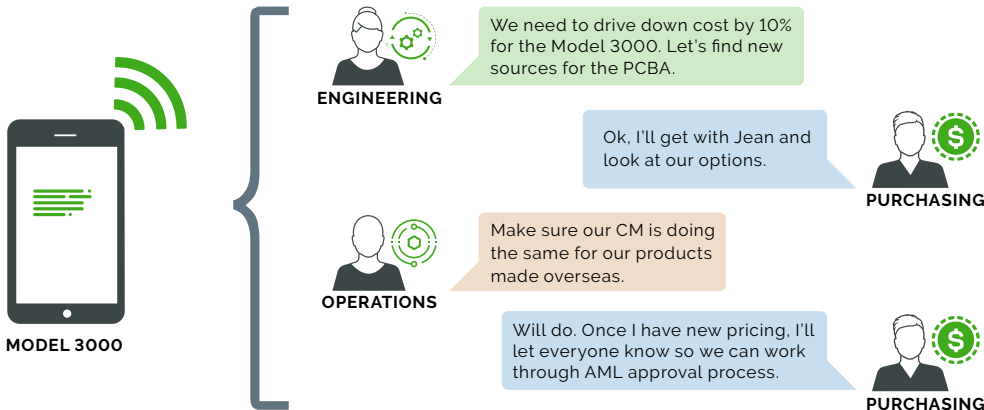 We need to drive down cost by 10%
for the Model 3000. Let's find new
sources for the PCBA.
ENGINEERING
Ok, I'll get with Jean and
look at our options.
PURCHASING
Make sure our CM is doing
the same for our products
made overseas.
OPERATIONS
Will do. Once I have new pricing, I'll
let everyone know so we can work
through AML approval process.
PURCHASING
MODEL 3000